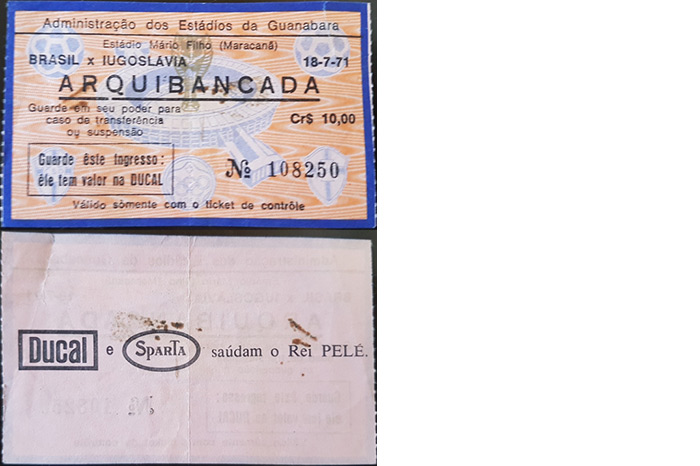 Administração dos Estádios da Guanabara
Estádio Mário Filho (Maracanã)
BRASIL x IUGOSLAVIA 18-7-71
ARQUIBANCADA
Guarde em seu poder para
caso de transferência
ou suspensão
Cr$ 10,00
Guarde êste Ingresso:
êle tem valor na DUCAL
Nº 108250
Válido sòmente com o ticket de contrôle
Ducal e SPARTA saúdam o Rei PELÉ.